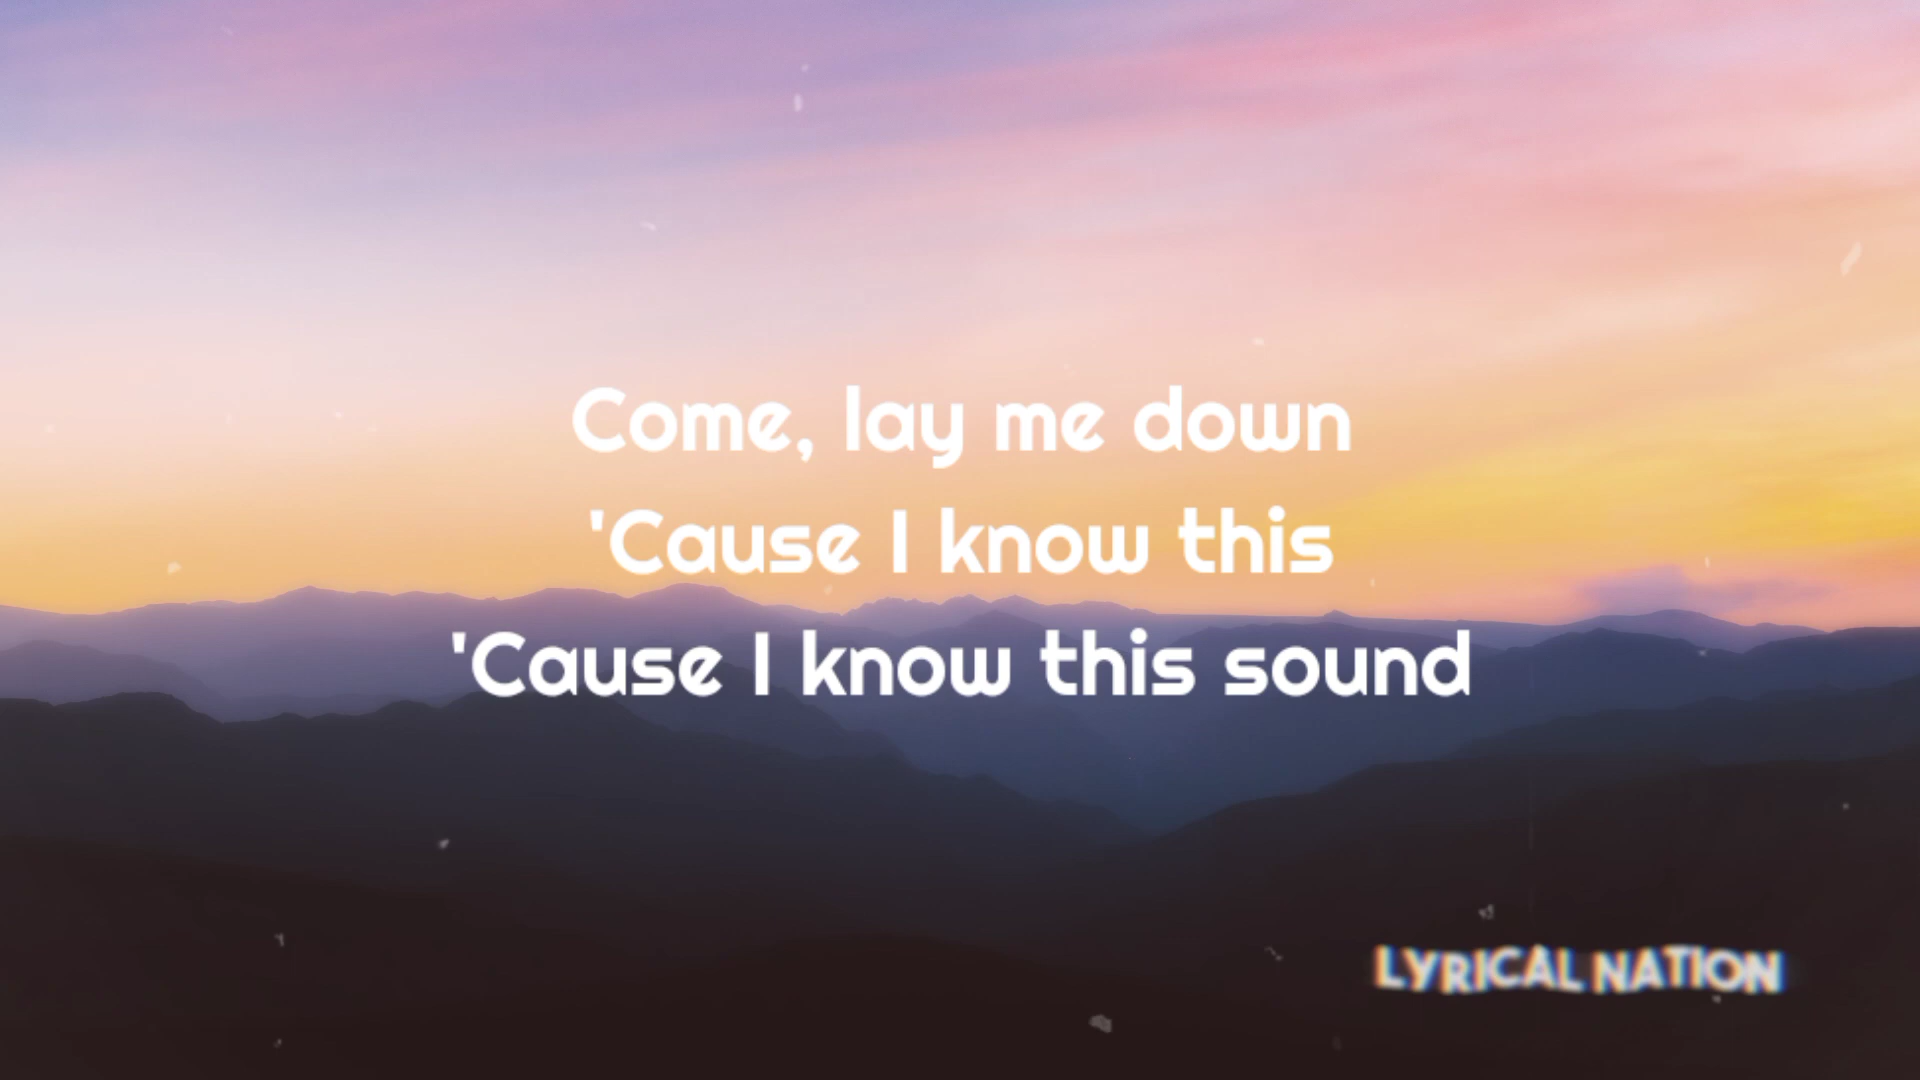 Come, lay me down
'Cause I know this
'Cause I know this sound
LYRICAL NATION